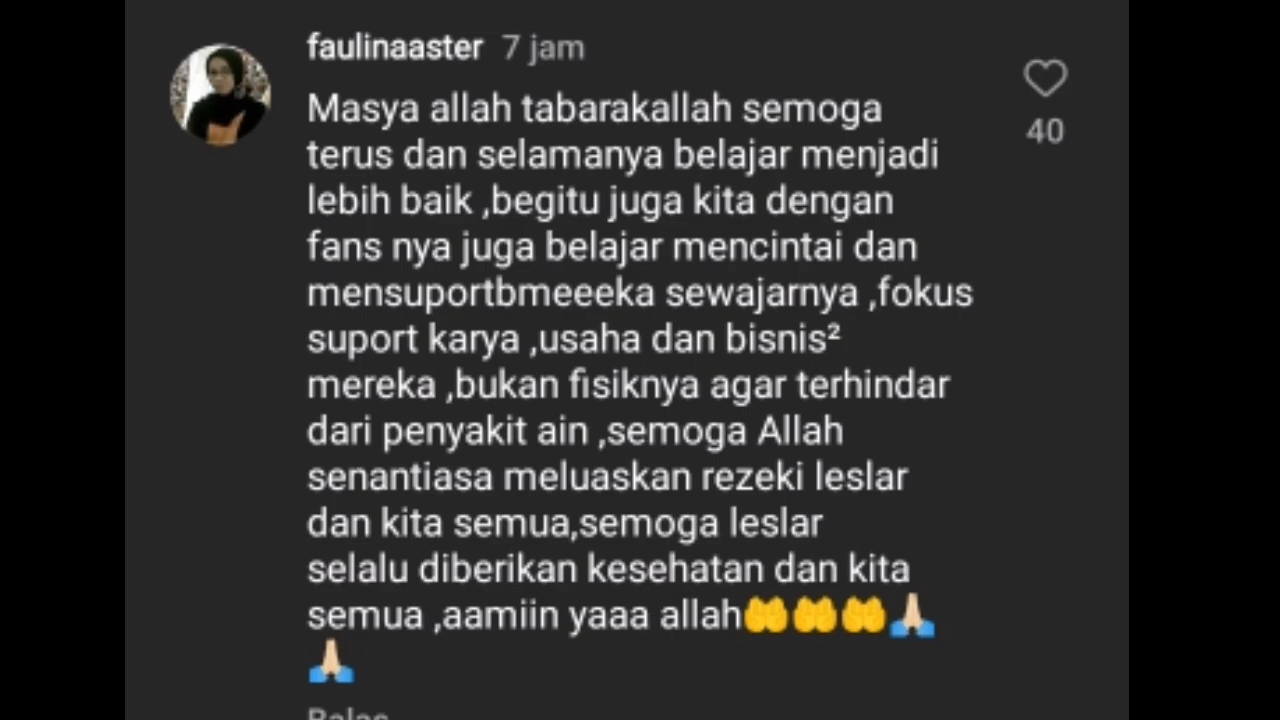 faulinaaster 7 jam
Masya allah tabarakallah semoga
terus dan selamanya belajar menjadi
lebih baik ,begitu juga kita dengan
fans nya juga belajar mencintai dan
mensuportbmeeeka sewajarnya ,fokus
suport karya ,usaha dan bisnis²
mereka ,bukan fisiknya agar terhindar
dari penyakit ain ,semoga Allah
senantiasa meluaskan rezeki leslar
dan kita semua,semoga leslar
selalu diberikan kesehatan dan kita
semua ,aamiin yaaa allah🤲🤲🤲🙏🏻
🙏🏻
40
Balas